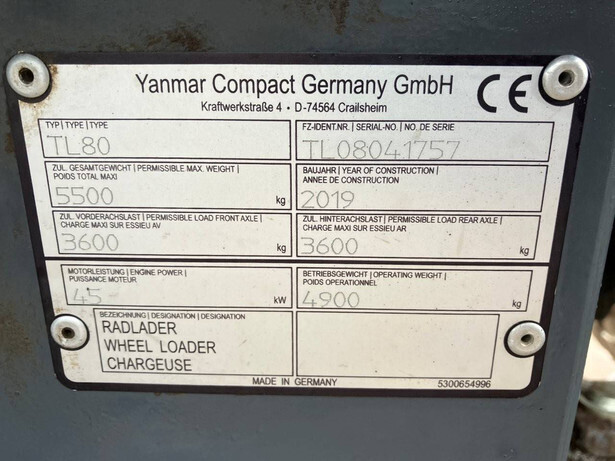 Yanmar Compact Germany GmbH
Kraftwerkstraße 4 • D-74564 Crailsheim
CE
TYP | TYPE | TYPE
TL80
FZ-IDENT.NR. | SERIAL-NO. | NO. DE SERIE
TL08041757
ZUL. GESAMTGEWICHT | PERMISSIBLE MAX. WEIGHT |
POIDS TOTAL MAXI
5500 kg
BAUJAHR | YEAR OF CONSTRUCTION |
ANNEE DE CONSTRUCTION
2019
ZUL. VORDERACHSLAST | PERMISSIBLE LOAD FRONT AXLE |
CHARGE MAXI SUR ESSIEU AV
3600 kg
ZUL. HINTERACHSLAST | PERMISSIBLE LOAD REAR AXLE |
CHARGE MAXI SUR ESSIEU AR
3600 kg
MOTORLEISTUNG | ENGINE POWER |
PUISSANCE MOTEUR
45 kW
BETRIEBSGEWICHT | OPERATING WEIGHT |
POIDS OPERATIONNEL
4900 kg
BEZEICHNUNG | DESIGNATION | DESIGNATION
RADLADER
WHEEL LOADER
CHARGEUSE
MADE IN GERMANY
5300654996